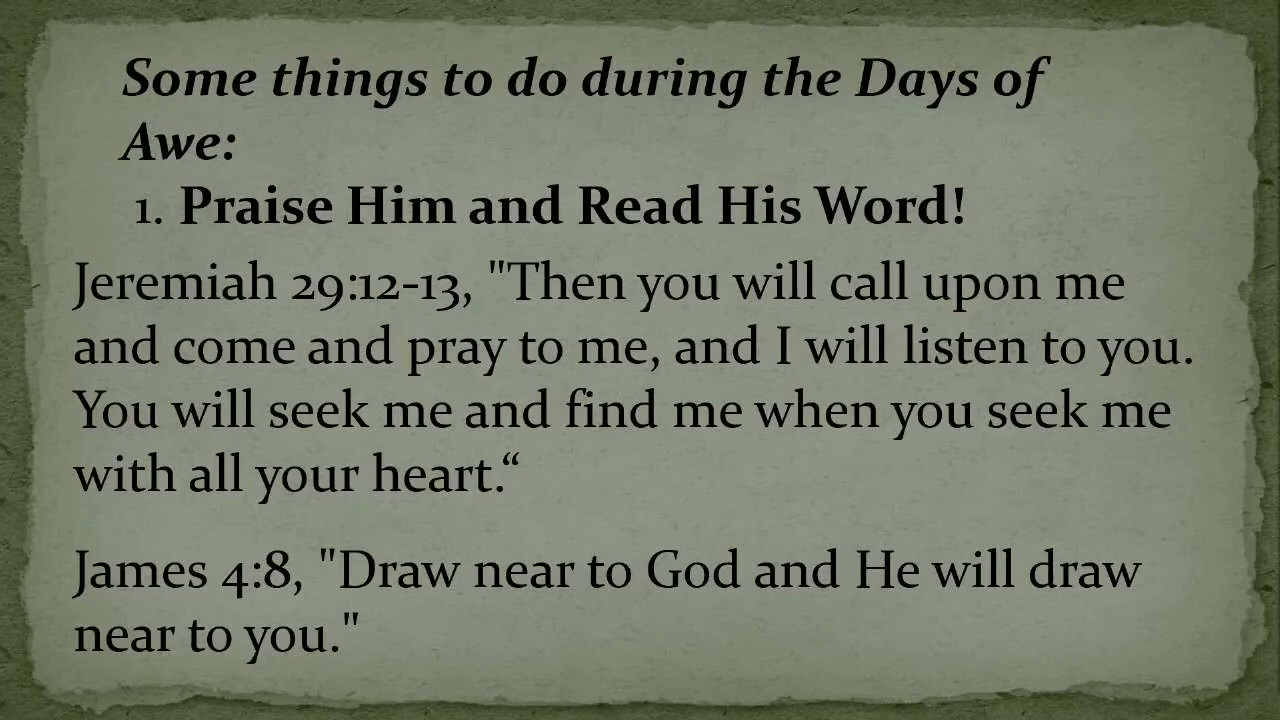 Some things to do during the Days of
Awe:
1. Praise Him and Read His Word!
Jeremiah 29:12-13, "Then you will call upon me
and come and pray to me, and I will listen to you.
You will seek me and find me when you seek me
with all your heart.“
James 4:8, "Draw near to God and He will draw
near to you."